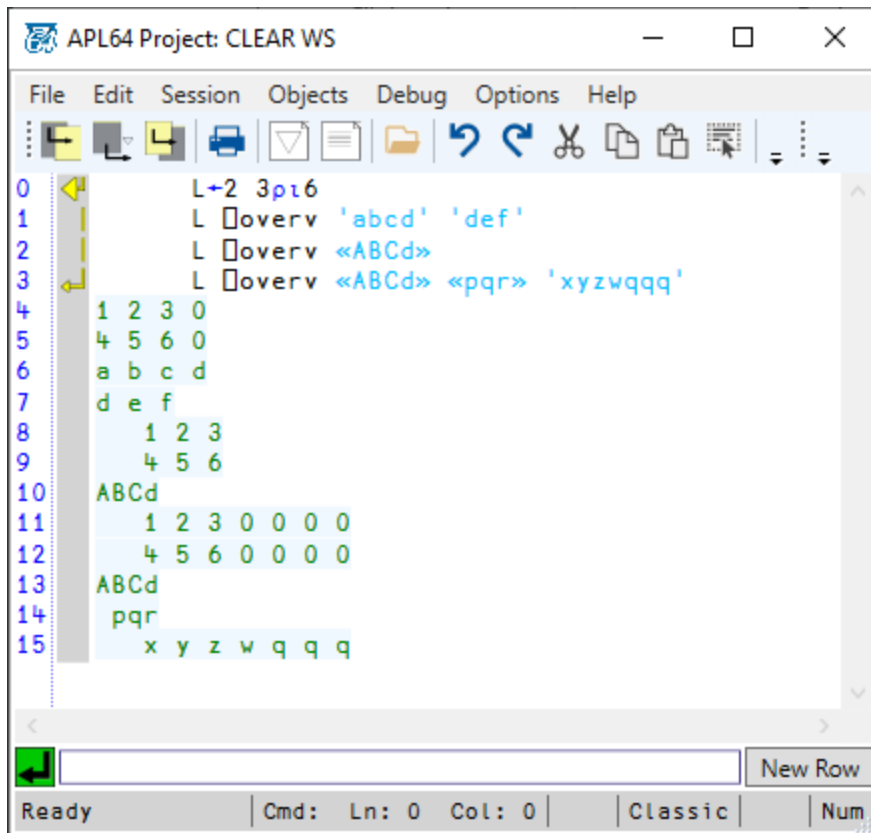 APL64 Project: CLEAR WS
File Edit Session Objects Debug Options Help
0 L←2 3⍴⍳6
1 L ⎕overv 'abcd' 'def'
2 L ⎕overv «ABCd»
3 L ⎕overv «ABCd» «pqr» 'xyzwqqq'
4 1 2 3 0
5 4 5 6 0
6 a b c d
7 d e f
8 1 2 3
9 4 5 6
10 ABCd
11 1 2 3 0 0 0 0
12 4 5 6 0 0 0 0
13 ABCd
14 pqr
15 x y z w q q q
New Row
Ready Cmd: Ln: 0 Col: 0 Classic Num